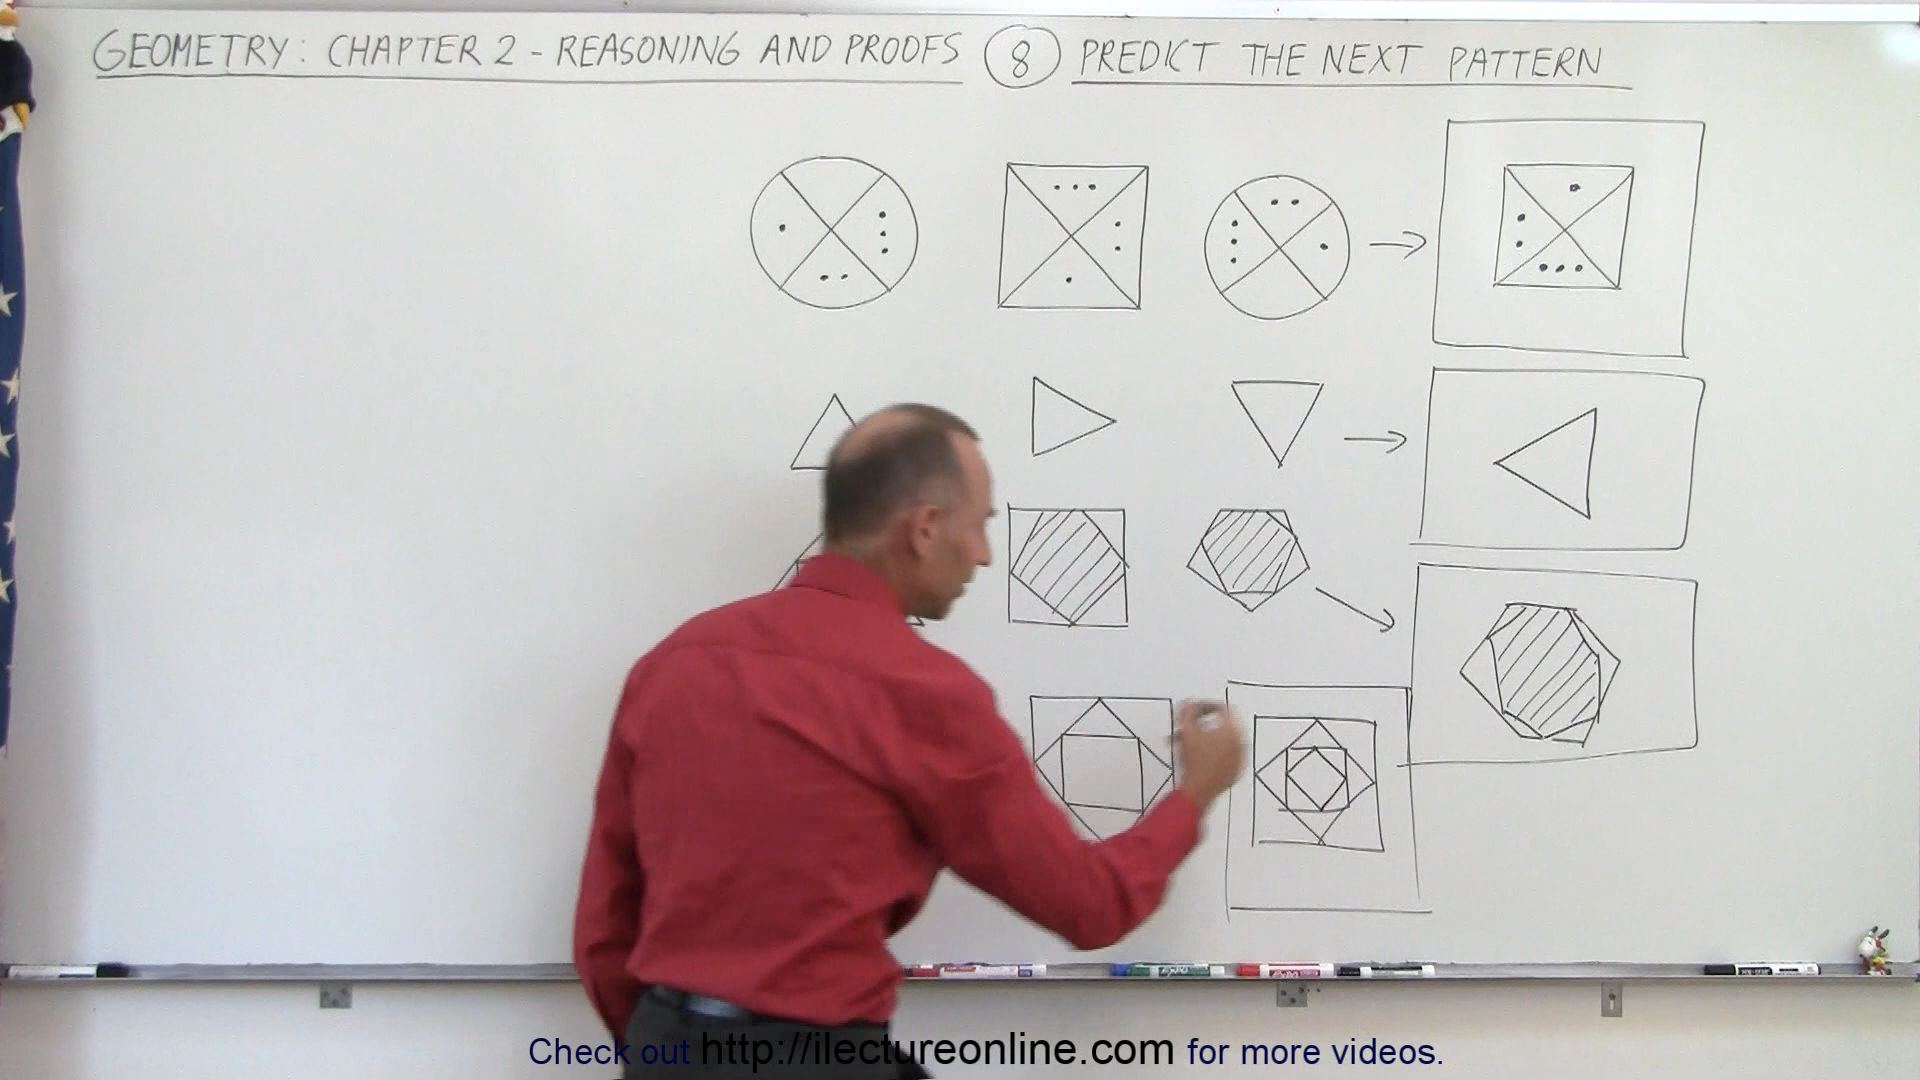 GEOMETRY: CHAPTER 2 - REASONING AND PROOFS 8 PREDICT THE NEXT PATTERN
Check out http://ilectureonline.com for more videos.